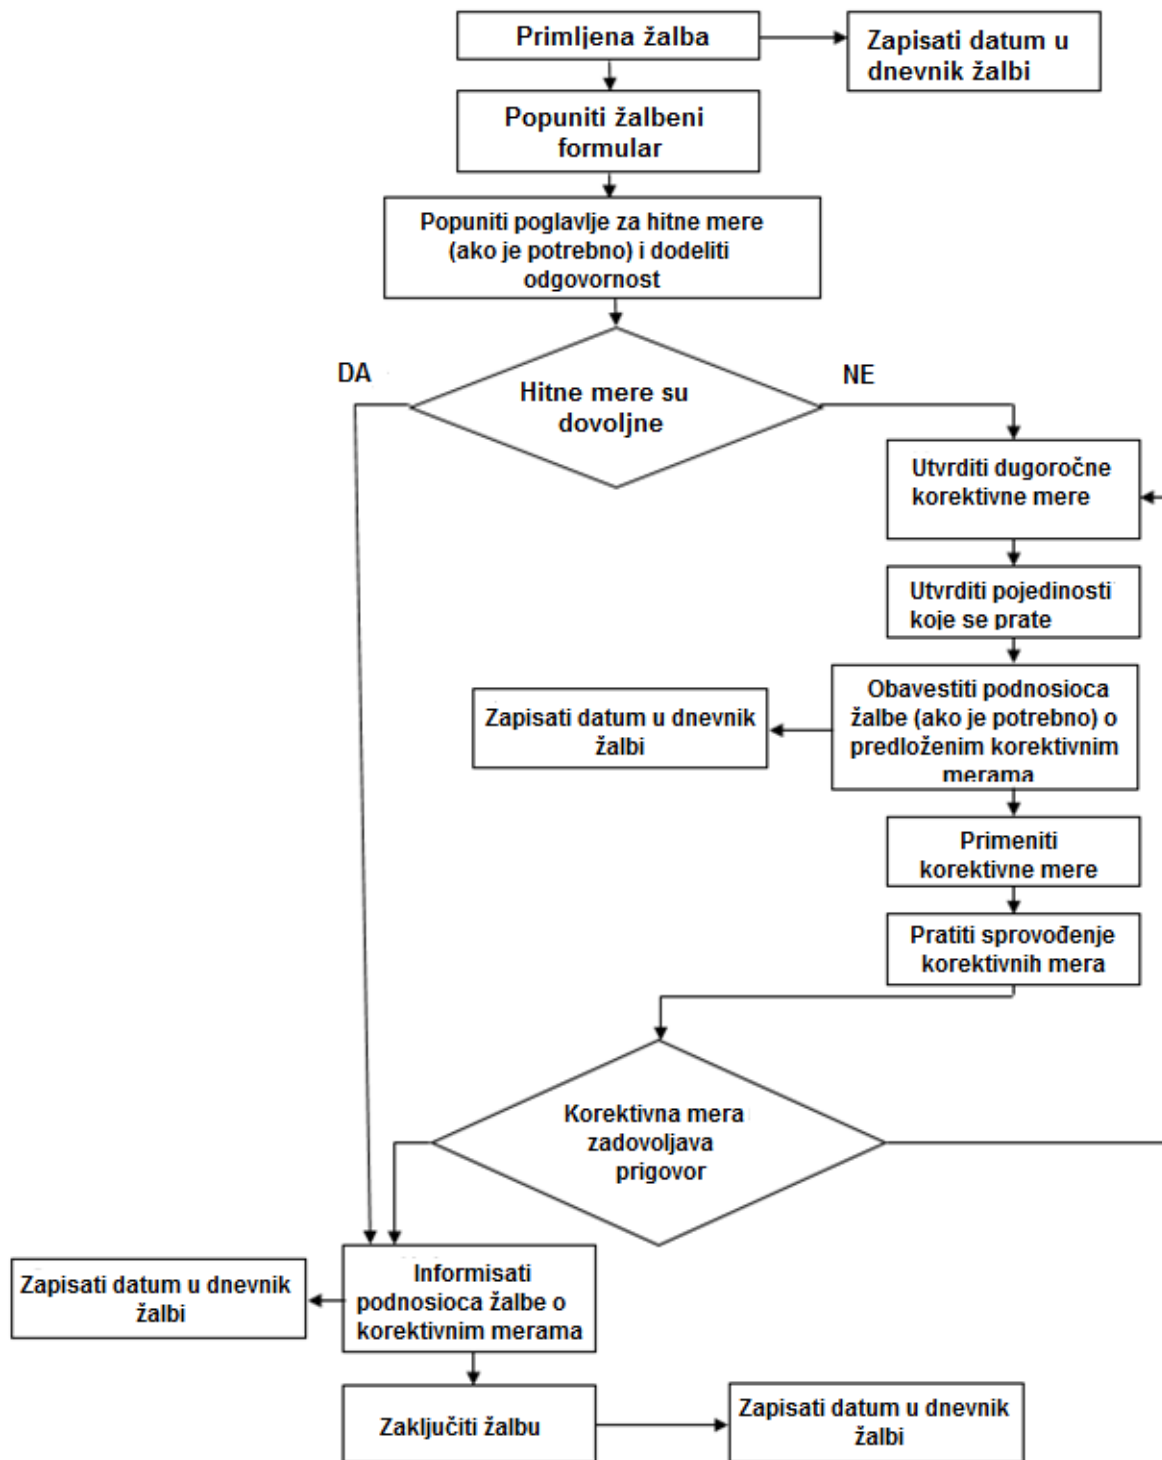 Primljena žalba
Zapisati datum u
dnevnik žalbi
Popuniti žalbeni
formular
Popuniti poglavlje za hitne mere
(ako je potrebno) i dodeliti
odgovornost
DA
NE
Hitne mere su
dovoljne
Utvrditi dugoročne
korektivne mere
Utvrditi pojedinosti
koje se prate
Obavestiti podnosioca
žalbe (ako je potrebno) o
predloženim korektivnim
merama
Zapisati datum u dnevnik
žalbi
Primeniti
korektivne mere
Pratiti sprovođenje
korektivnih mera
Korektivna mera
zadovoljava
prigovor
Informisati
podnosioca žalbe o
korektivnim merama
Zapisati datum u dnevnik
žalbi
Zaključiti žalbu
Zapisati datum u dnevnik
žalbi